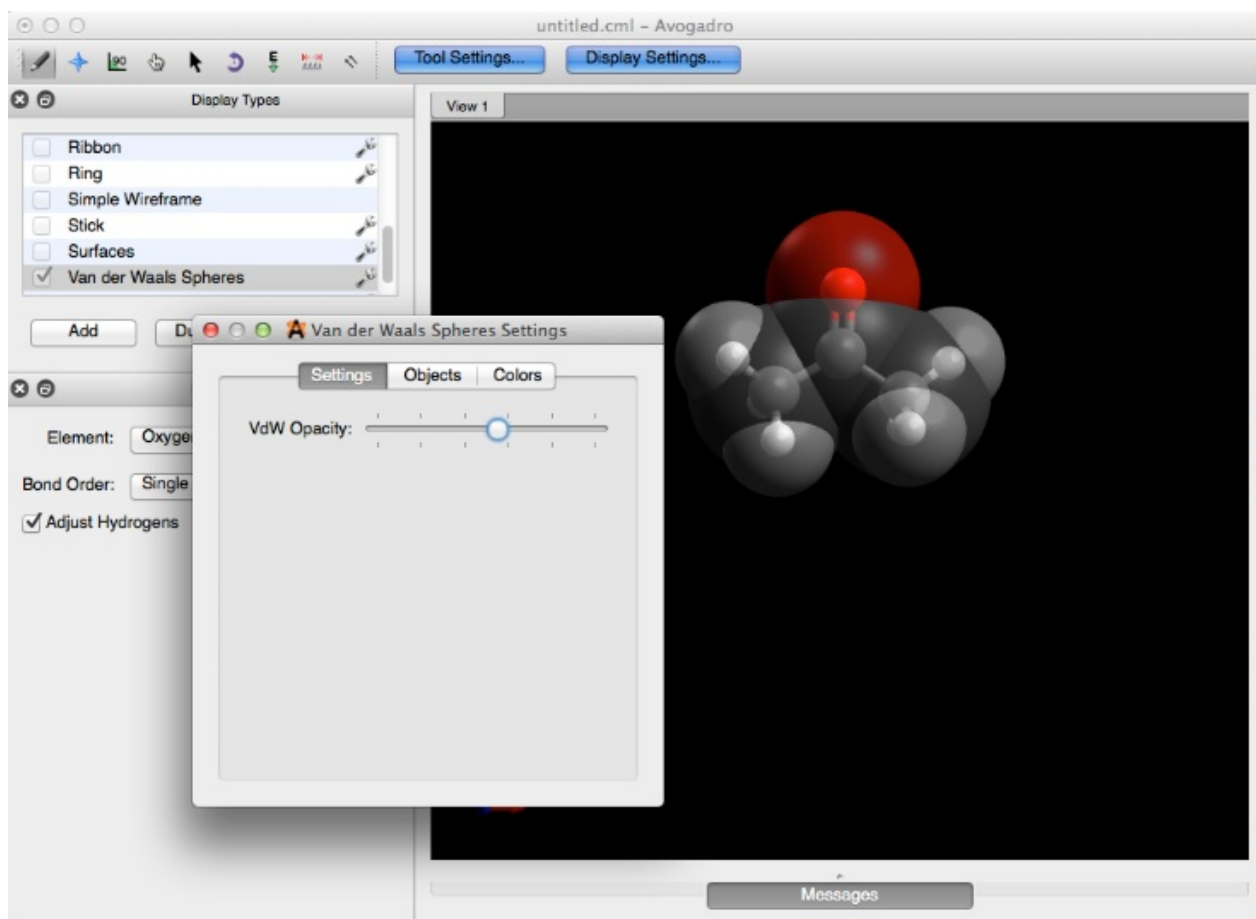 untitled.cml – Avogadro
90 E Tool Settings... Display Settings...
Display Types
View 1
Ribbon
Ring
Simple Wireframe
Stick
Surfaces
Van der Waals Spheres
Add
Van der Waals Spheres Settings
Settings Objects Colors
VdW Opacity:
Element:
Bond Order: Single
Adjust Hydrogens
Messages